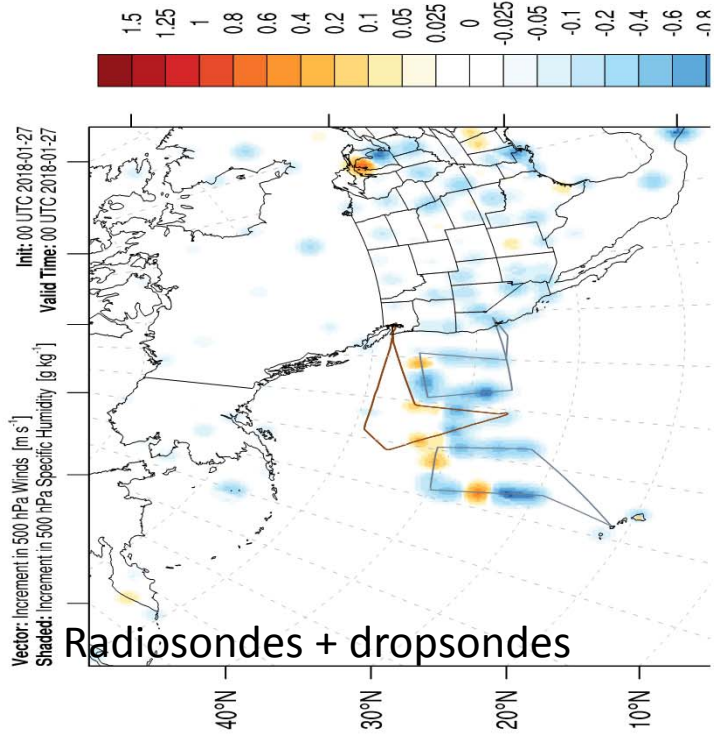 Init: 00 UTC 2018-01-27
Valid Time: 00 UTC 2018-01-27
Vector: Increment in 500 hPa Winds [m s⁻¹]
Shaded: Increment in 500 hPa Specific Humidity [g kg⁻¹]
Radiosondes + dropsondes
40°N
30°N
20°N
10°N
1.5
1.25
1
0.8
0.6
0.4
0.2
0.1
0.05
0.025
0
-0.025
-0.05
-0.1
-0.2
-0.4
-0.6
-0.8